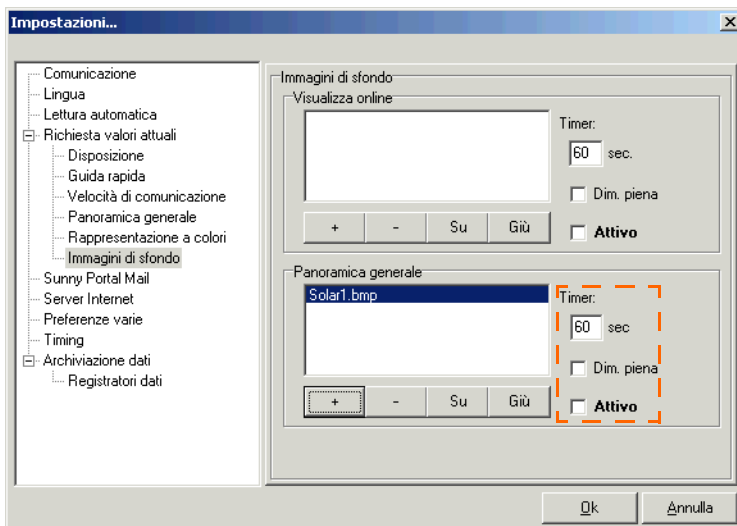 Impostazioni...
Comunicazione
Lingua
Lettura automatica
Richiesta valori attuali
Disposizione
Guida rapida
Velocità di comunicazione
Panoramica generale
Rappresentazione a colori
Immagini di sfondo
Sunny Portal Mail
Server Internet
Preferenze varie
Timing
Archiviazione dati
Registratori dati
Immagini di sfondo
Visualizza online
Timer:
60 sec.
Dim. piena
+ - Su Giù
Attivo
Panoramica generale
Solar1.bmp
Timer:
60 sec
Dim. piena
+ - Su Giù
Attivo
Ok Annulla